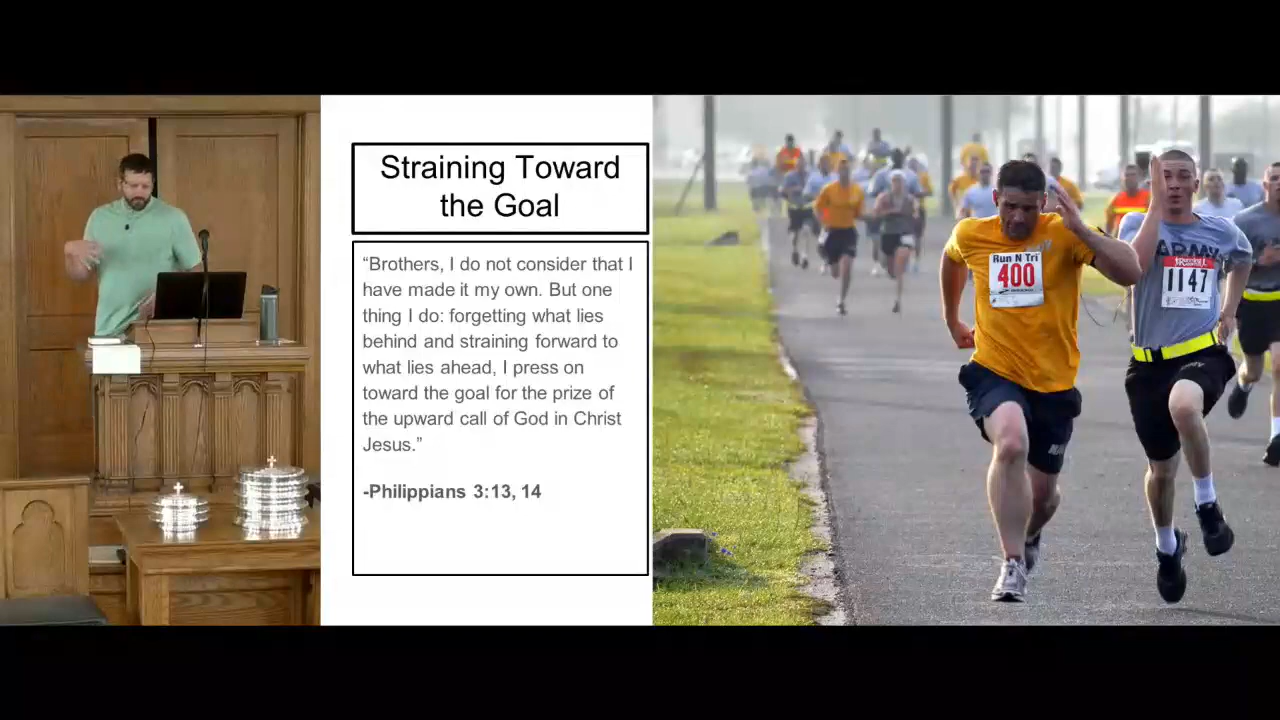 Straining Toward
the Goal
“Brothers, I do not consider that I
have made it my own. But one
thing I do: forgetting what lies
behind and straining forward to
what lies ahead, I press on
toward the goal for the prize of
the upward call of God in Christ
Jesus.”
-Philippians 3:13, 14
Run N Tri
400
ARMY
1147